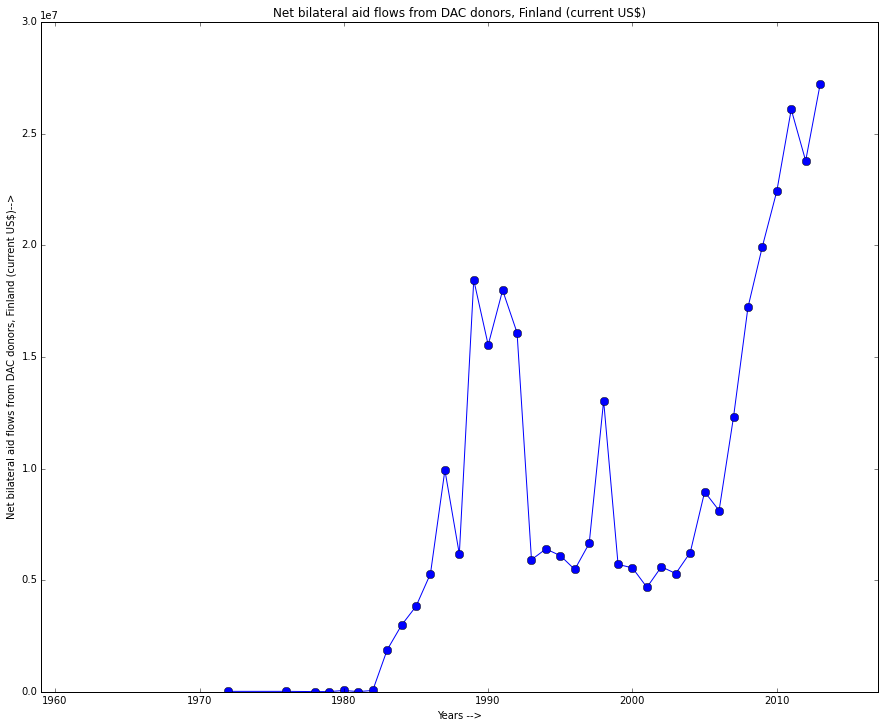 Net bilateral aid flows from DAC donors, Finland (current US$)
1e7
3.0
2.5
2.0
1.5
1.0
0.5
0.0
Net bilateral aid flows from DAC donors, Finland (current US$)-->
1960 1970 1980 1990 2000 2010
Years -->